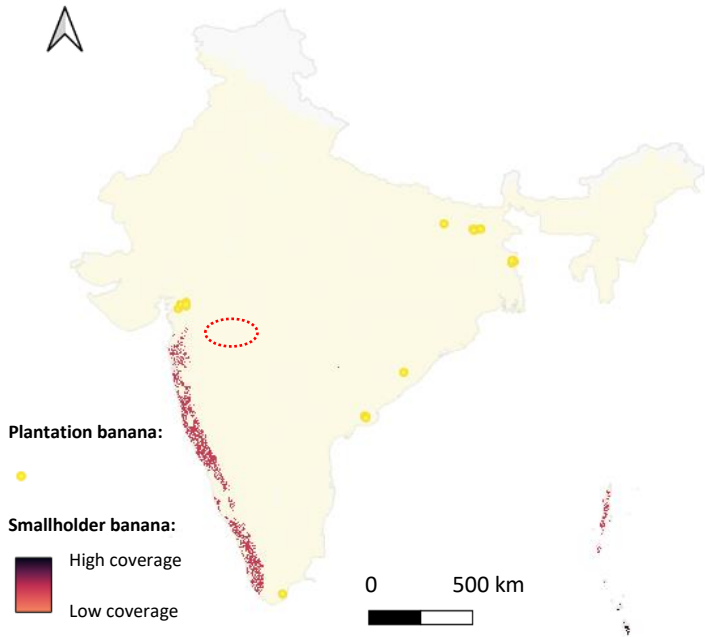 Plantation banana:
Smallholder banana:
High coverage
Low coverage
0 500 km